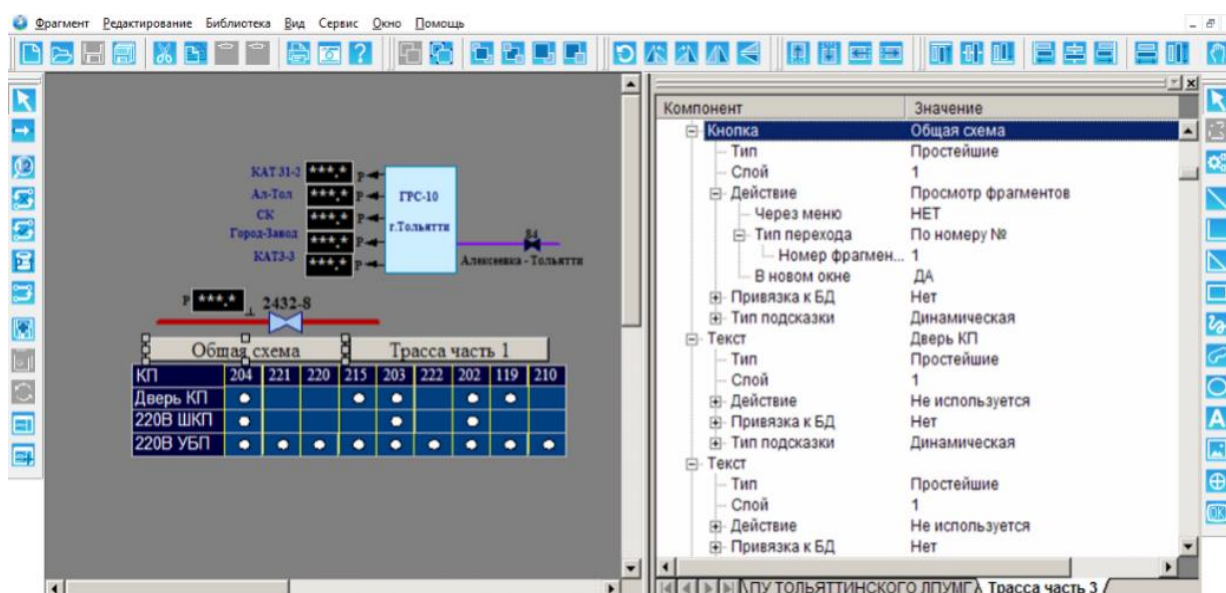 Фрагмент Редактирование Библиотека Вид Сервис Окно Помощь
КАТ 31-2 ***.* P
Ал-Тол ***.* P
СК ***.* P
Город-Завод ***.* P
КАТЗ-3 ***.* P
ГРС-10
г.Тольятти
84
Алексеевка - Тольятти
P ***.* 2432-8
Общая схема Трасса часть 1
КП 204 221 220 215 203 222 202 119 210
Дверь КП
220В ШКП
220В УБП
Компонент Значение
Кнопка Общая схема
Тип Простейшие
Слой 1
Действие Просмотр фрагментов
Через меню НЕТ
Тип перехода По номеру №
Номер фрагмен... 1
В новом окне ДА
Привязка к БД Нет
Тип подсказки Динамическая
Текст Дверь КП
Тип Простейшие
Слой 1
Действие Не используется
Привязка к БД Нет
Тип подсказки Динамическая
Текст
Тип Простейшие
Слой 1
Действие Не используется
Привязка к БД Нет
ПУ ТОЛЬЯТТИНСКОГО ЛПУМГ Трасса часть 3